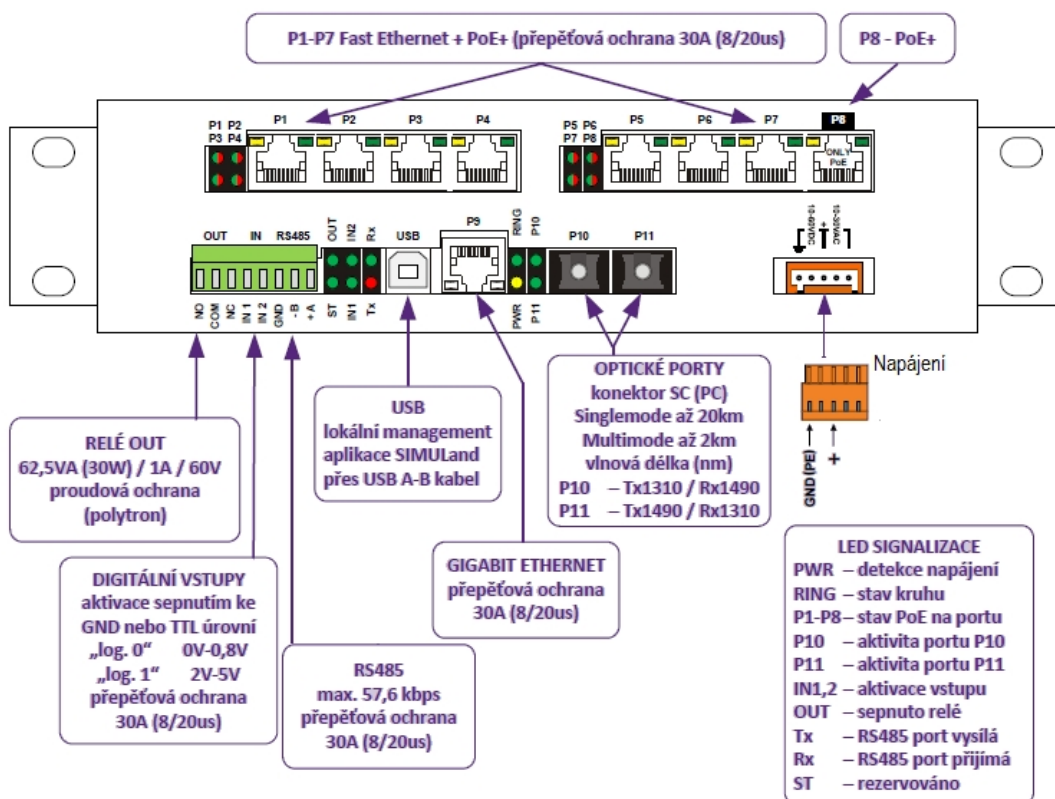 P1-P7 Fast Ethernet + PoE+ (přepěťová ochrana 30A (8/20us)
P8 - PoE+
P1 P2
P3 P4
P1
P2
P3
P4
P5 P6
P7 P8
P5
P6
P7
P8
ONLY
PoE
OUT
IN
RS485
OUT
IN2
Rx
USB
P9
RING
P10
P10
P11
10-60VDC
+
10-30VAC
NO
COM
NC
IN 1
IN 2
GND
- B
+ A
ST
IN1
Tx
PWR
P11
Napájení
GND(PE)
+
RELÉ OUT
62,5VA (30W) / 1A / 60V
proudová ochrana
(polytron)
DIGITÁLNÍ VSTUPY
aktivace sepnutím ke
GND nebo TTL úrovní
„log. 0“ 0V-0,8V
„log. 1“ 2V-5V
přepěťová ochrana
30A (8/20us)
RS485
max. 57,6 kbps
přepěťová ochrana
30A (8/20us)
USB
lokální management
aplikace SIMULand
přes USB A-B kabel
GIGABIT ETHERNET
přepěťová ochrana
30A (8/20us)
OPTICKÉ PORTY
konektor SC (PC)
Singlemode až 20km
Multimode až 2km
vlnová délka (nm)
P10 – Tx1310 / Rx1490
P11 – Tx1490 / Rx1310
LED SIGNALIZACE
PWR – detekce napájení
RING – stav kruhu
P1-P8 – stav PoE na portu
P10 – aktivita portu P10
P11 – aktivita portu P11
IN1,2 – aktivace vstupu
OUT – sepnuto relé
Tx – RS485 port vysílá
Rx – RS485 port přijímá
ST – rezervováno